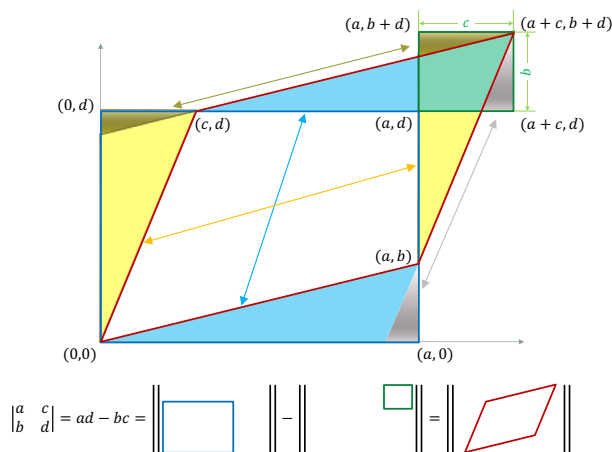 (a, b + d)
c
(a + c, b + d)
b
(0, d)
(c, d)
(a, d)
(a + c, d)
(a, b)
(0,0)
(a, 0)
|a c
b d| = ad − bc = ‖ ‖ − ‖ ‖ = ‖ ‖